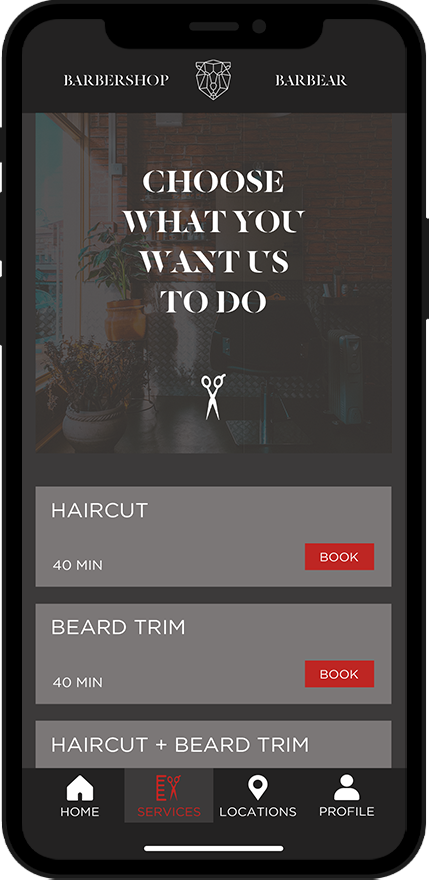 BARBERSHOP BARBEAR
CHOOSE
WHAT YOU
WANT US
TO DO
HAIRCUT
40 MIN BOOK
BEARD TRIM
40 MIN BOOK
HAIRCUT + BEARD TRIM
HOME SERVICES LOCATIONS PROFILE